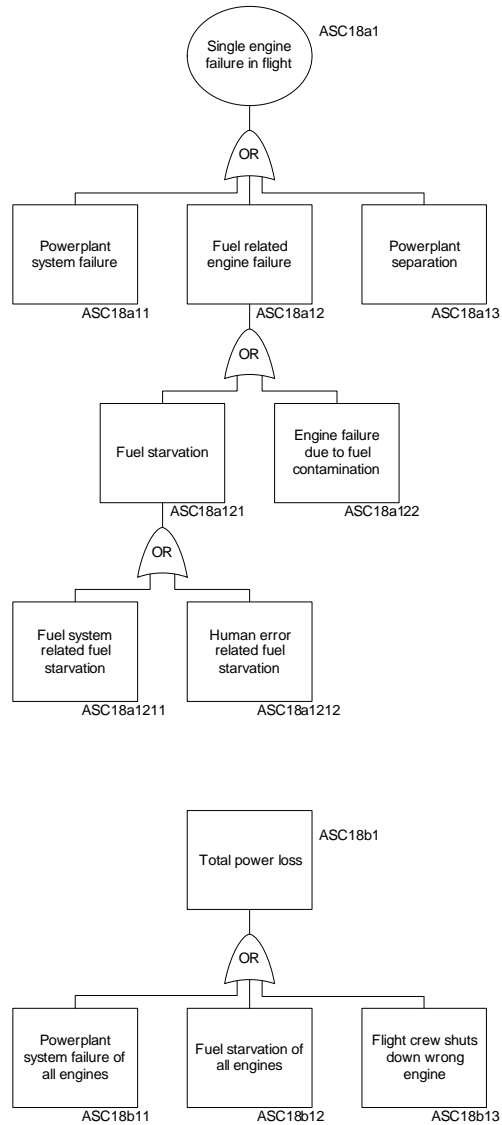 ASC18a1
Single engine
failure in flight
OR
Powerplant
system failure
Fuel related
engine failure
Powerplant
separation
ASC18a11
ASC18a12
ASC18a13
OR
Fuel starvation
Engine failure
due to fuel
contamination
ASC18a121
ASC18a122
OR
Fuel system
related fuel
starvation
Human error
related fuel
starvation
ASC18a1211
ASC18a1212
ASC18b1
Total power loss
OR
Powerplant
system failure of
all engines
Fuel starvation of
all engines
Flight crew shuts
down wrong
engine
ASC18b11
ASC18b12
ASC18b13